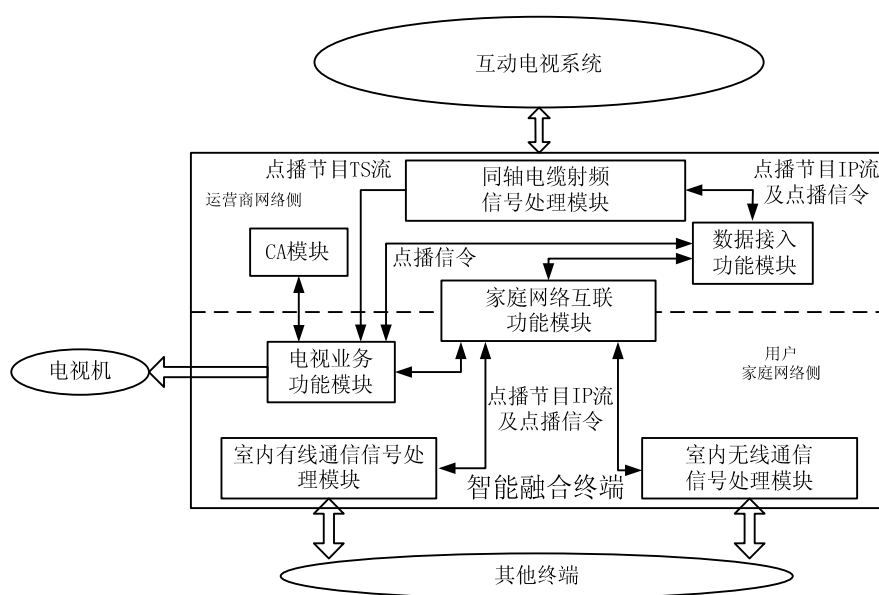 互动电视系统
点播节目TS流
运营商网络侧
同轴电缆射频
信号处理模块
点播节目IP流
及点播信令
CA模块
点播信令
数据接入
功能模块
家庭网络互联
功能模块
电视机
电视业务
功能模块
用户
家庭网络侧
点播节目IP流
及点播信令
室内有线通信信号处
理模块
智能融合终端
室内无线通信
信号处理模块
其他终端